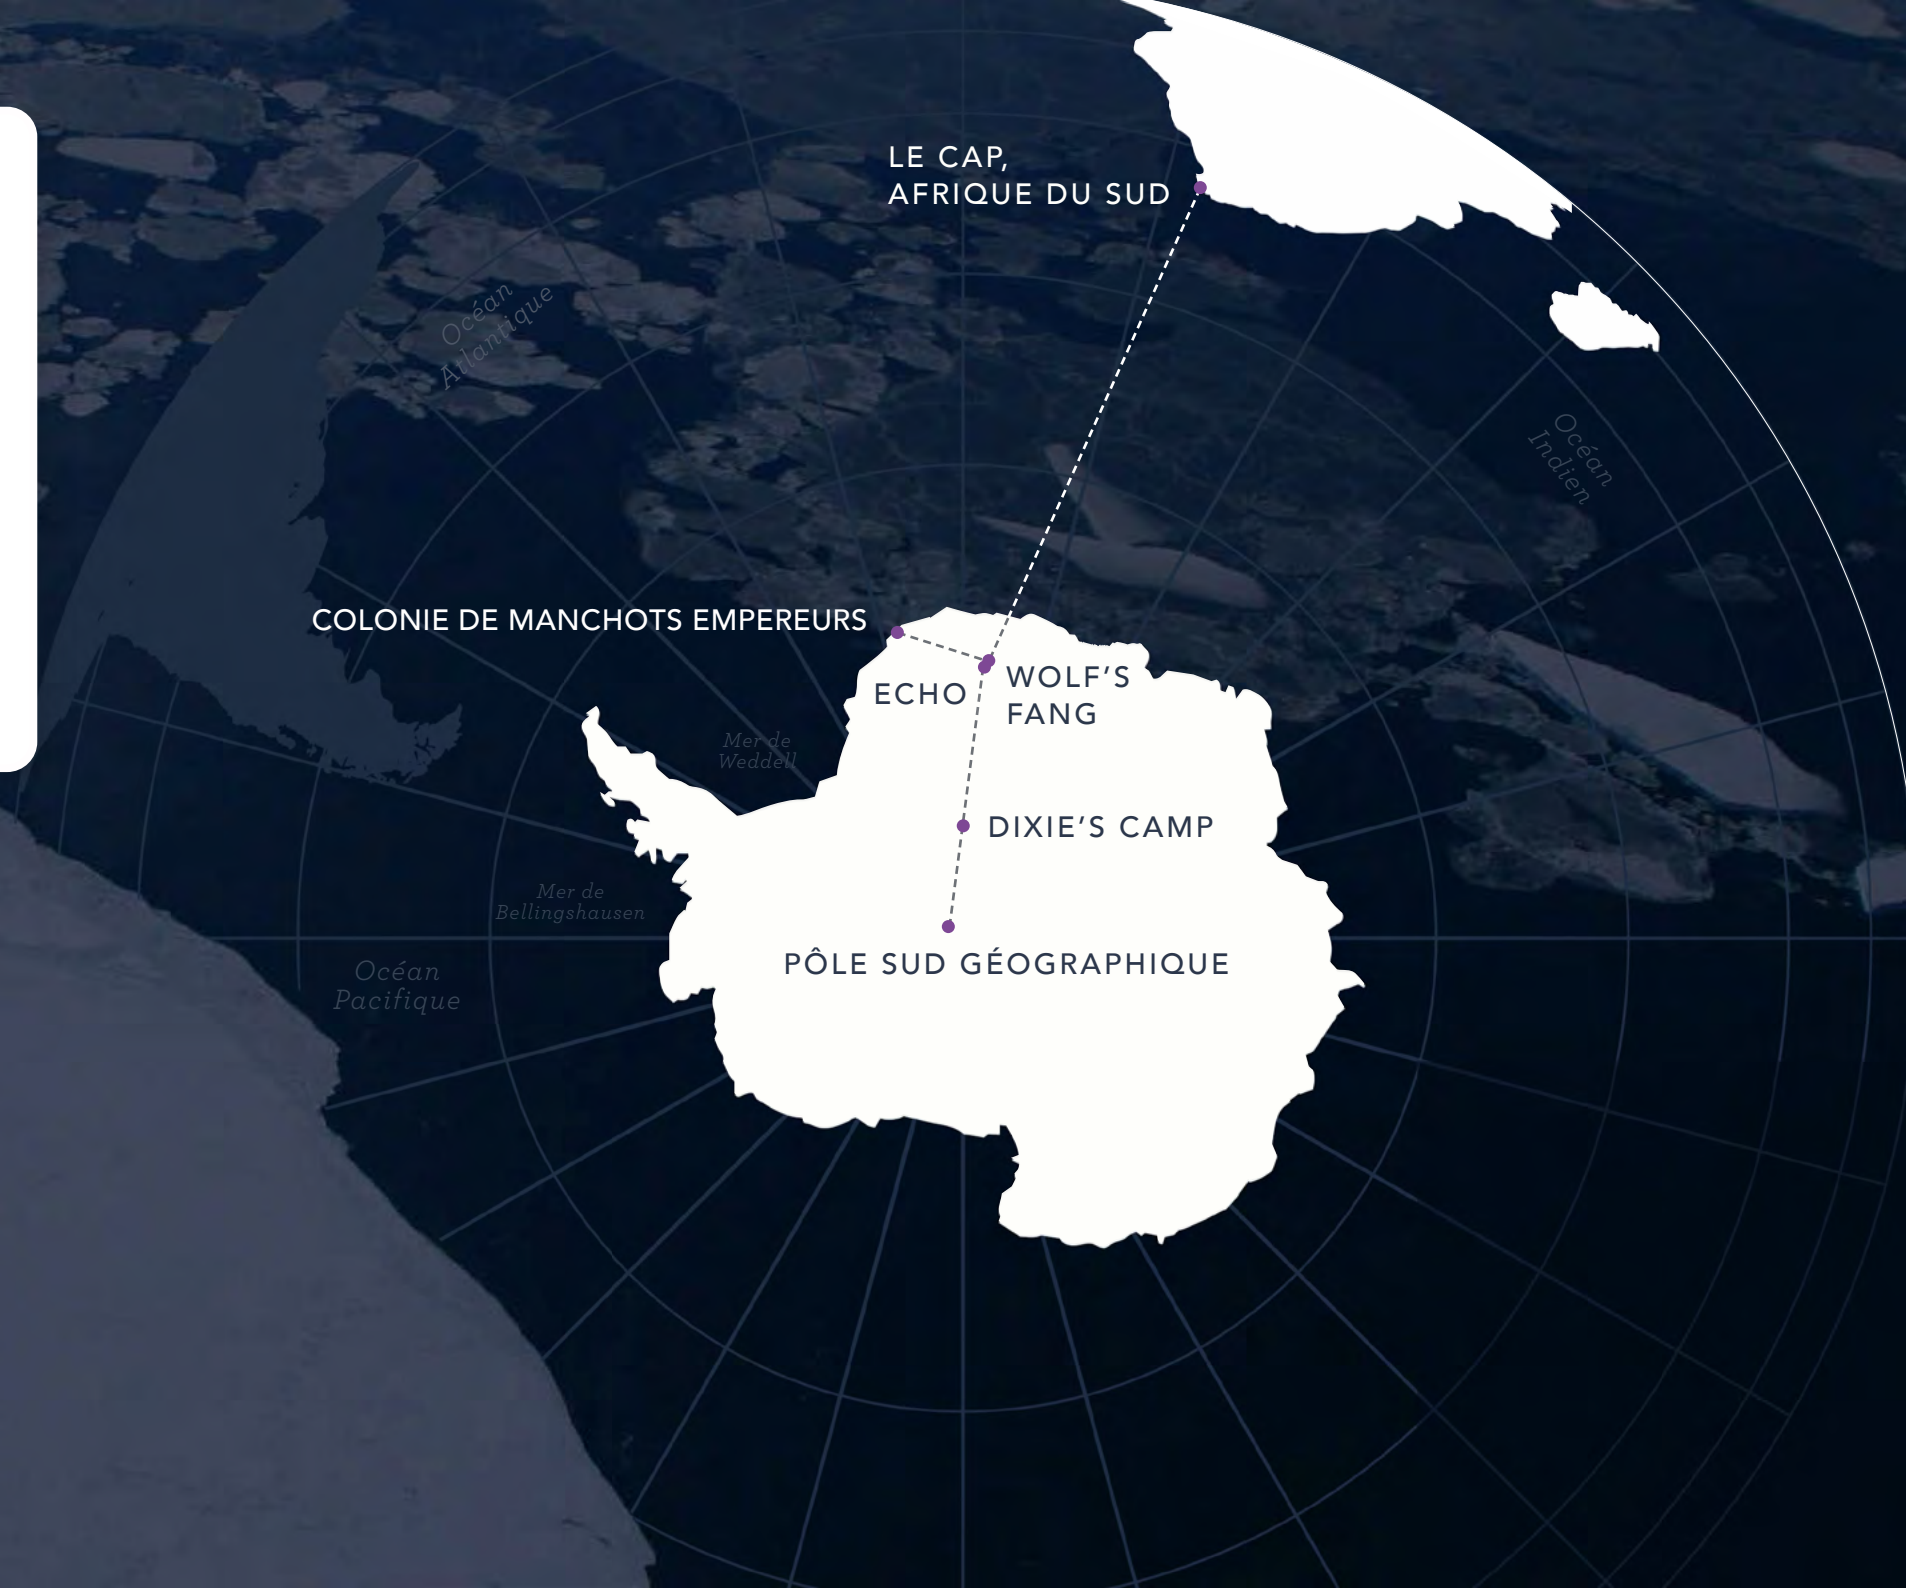 LE CAP,
AFRIQUE DU SUD
Océan
Atlantique
Océan
Indien
COLONIE DE MANCHOTS EMPEREURS
ECHO
WOLF’S
FANG
Mer de
Weddell
DIXIE’S CAMP
Mer de
Bellingshausen
PÔLE SUD GÉOGRAPHIQUE
Océan
Pacifique